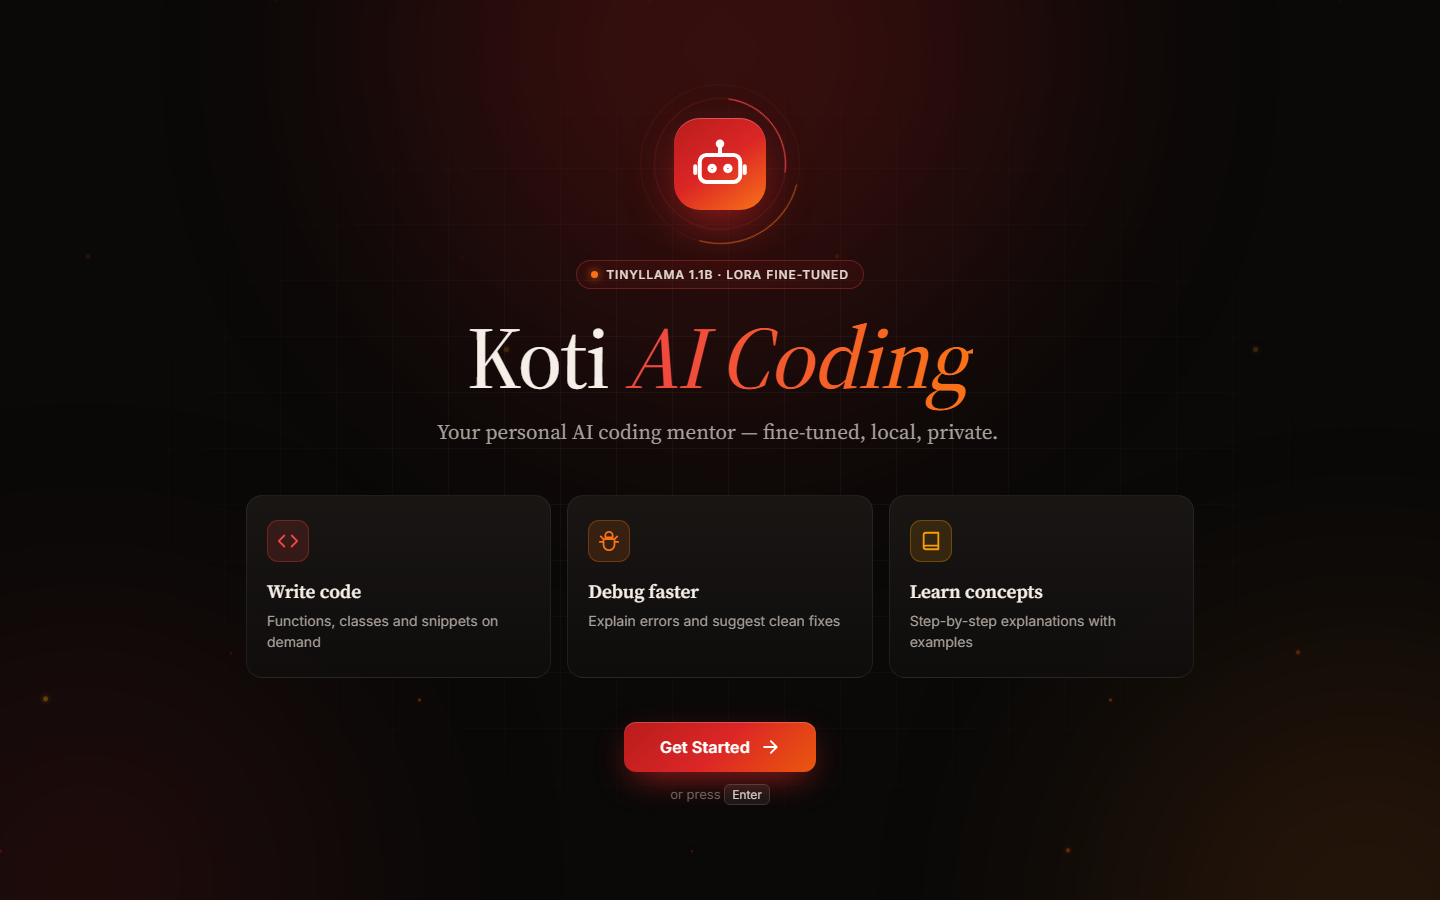 TINYLLAMA 1.1B · LORA FINE-TUNED
Koti AI Coding
Your personal AI coding mentor — fine-tuned, local, private.
Write code
Functions, classes and snippets on
demand
Debug faster
Explain errors and suggest clean fixes
Learn concepts
Step-by-step explanations with
examples
Get Started
or press Enter